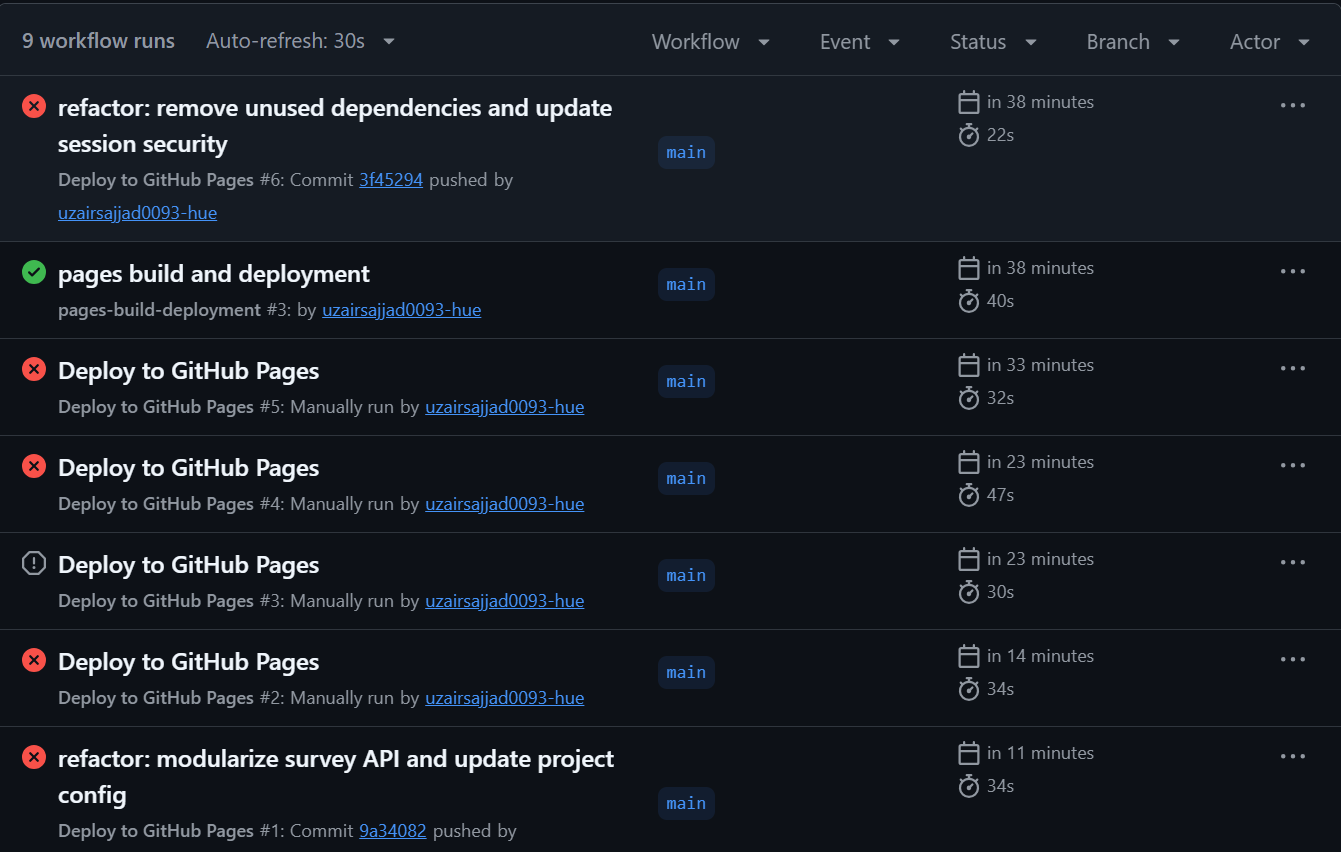 9 workflow runs Auto-refresh: 30s Workflow Event Status Branch Actor
refactor: remove unused dependencies and update
session security
Deploy to GitHub Pages #6: Commit 3f45294 pushed by
uzairsajjad0093-hue
main
in 38 minutes
22s
pages build and deployment
pages-build-deployment #3: by uzairsajjad0093-hue
main
in 38 minutes
40s
Deploy to GitHub Pages
Deploy to GitHub Pages #5: Manually run by uzairsajjad0093-hue
main
in 33 minutes
32s
Deploy to GitHub Pages
Deploy to GitHub Pages #4: Manually run by uzairsajjad0093-hue
main
in 23 minutes
47s
Deploy to GitHub Pages
Deploy to GitHub Pages #3: Manually run by uzairsajjad0093-hue
main
in 23 minutes
30s
Deploy to GitHub Pages
Deploy to GitHub Pages #2: Manually run by uzairsajjad0093-hue
main
in 14 minutes
34s
refactor: modularize survey API and update project
config
Deploy to GitHub Pages #1: Commit 9a34082 pushed by
main
in 11 minutes
34s